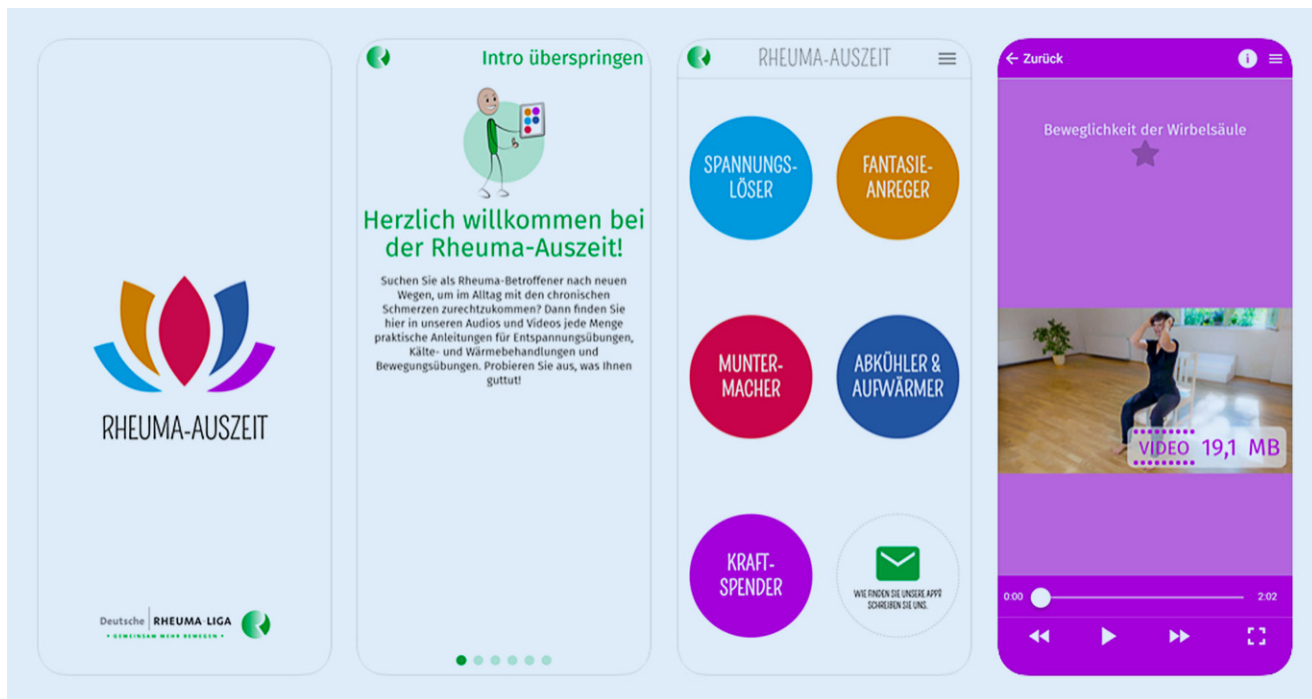 RHEUMA-AUSZEIT
Deutsche RHEUMA-LIGA
• GEMEINSAM MEHR BEWEGEN •
Intro überspringen
Herzlich willkommen bei
der Rheuma-Auszeit!
Suchen Sie als Rheuma-Betroffener nach neuen
Wegen, um im Alltag mit den chronischen
Schmerzen zurechtzukommen? Dann finden Sie
hier in unseren Audios und Videos jede Menge
praktische Anleitungen für Entspannungsübungen,
Kälte- und Wärmebehandlungen und
Bewegungsübungen. Probieren Sie aus, was Ihnen
guttut!
RHEUMA-AUSZEIT
SPANNUNGS-
LÖSER
FANTASIE-
ANREGER
MUNTER-
MACHER
ABKÜHLER &
AUFWÄRMER
KRAFT-
SPENDER
WIE FINDEN SIE UNSERE APP?
SCHREIBEN SIE UNS.
← Zurück
i
Beweglichkeit der Wirbelsäule
VIDEO 19,1 MB
0:00
2:02